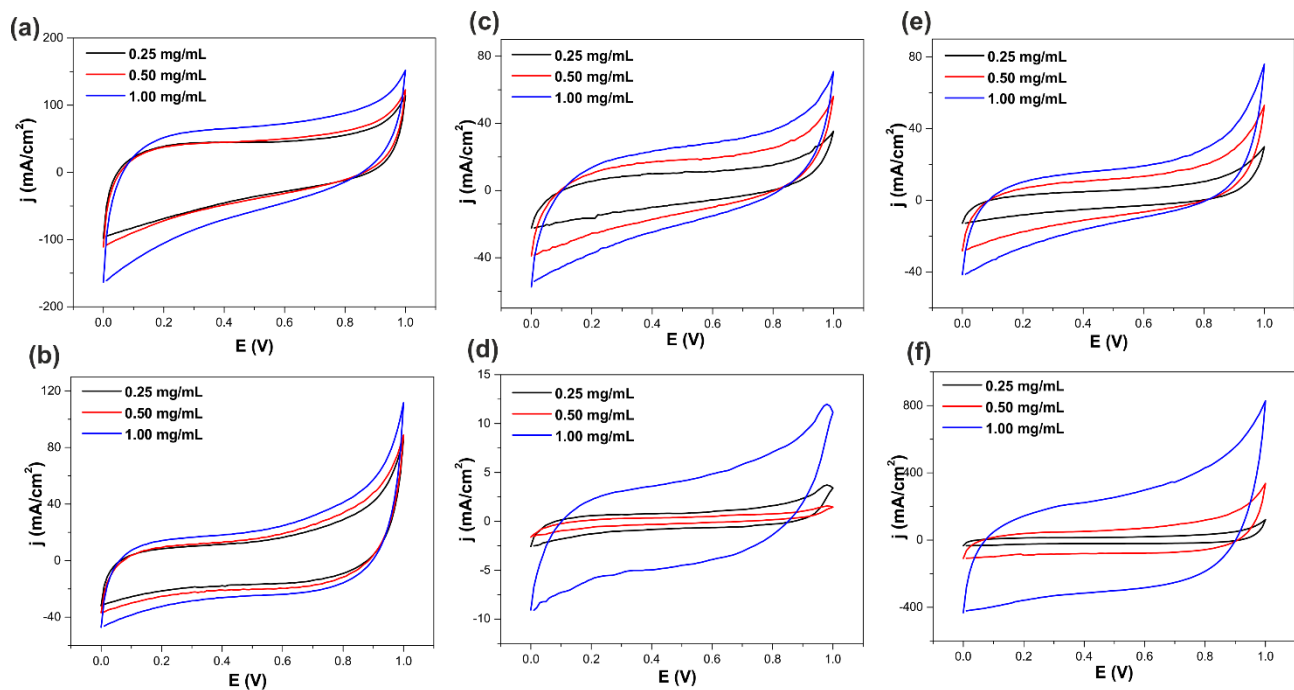 (a)
200
100
0
-100
-200
j (mA/cm²)
0.25 mg/mL
0.50 mg/mL
1.00 mg/mL
0.0 0.2 0.4 0.6 0.8 1.0
E (V)
(c)
80
40
0
-40
j (mA/cm²)
0.25 mg/mL
0.50 mg/mL
1.00 mg/mL
0.0 0.2 0.4 0.6 0.8 1.0
E (V)
(e)
80
40
0
-40
j (mA/cm²)
0.25 mg/mL
0.50 mg/mL
1.00 mg/mL
0.0 0.2 0.4 0.6 0.8 1.0
E (V)
(b)
120
80
40
0
-40
j (mA/cm²)
0.25 mg/mL
0.50 mg/mL
1.00 mg/mL
0.0 0.2 0.4 0.6 0.8 1.0
E (V)
(d)
15
10
5
0
-5
-10
j (mA/cm²)
0.25 mg/mL
0.50 mg/mL
1.00 mg/mL
0.0 0.2 0.4 0.6 0.8 1.0
E (V)
(f)
800
400
0
-400
j (mA/cm²)
0.25 mg/mL
0.50 mg/mL
1.00 mg/mL
0.0 0.2 0.4 0.6 0.8 1.0
E (V)